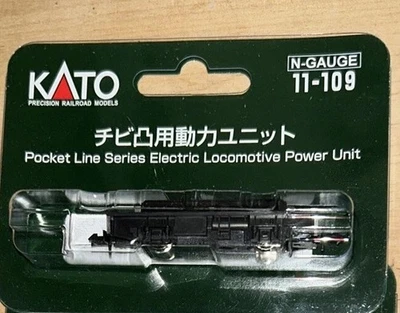 N-GAUGE
KATO
11-109
PRECISION RAILROAD MODELS
チビ凸用動力ユニット
Pocket Line Series Electric Locomotive Power Unit